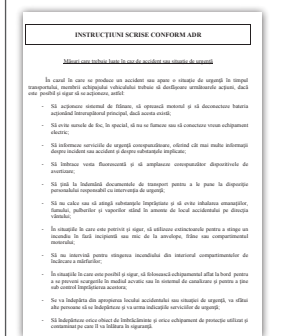 INSTRUCȚIUNI SCRISE CONFORM ADR
Măsuri care trebuie luate în caz de accident sau situație de urgență
În cazul în care se produce un accident sau apare o situație de urgență în timpul
transportului, membrii echipajului vehiculului trebuie să desfășoare următoarele acțiuni, dacă
este posibil și sigur să se acționeze, astfel:
- Să acționeze sistemul de frânare, să oprească motorul și să deconecteze bateria
acționând întrerupătorul principal, dacă acesta există;
- Să evite sursele de foc, în special, să nu se fumeze sau să conecteze vreun echipament
electric;
- Să informeze serviciile de urgență corespunzătoare, oferind cât mai multe informații
despre incident sau accident și despre substanțele implicate;
- Să îmbrace vesta fluorescentă și să amplaseze corespunzător dispozitivele de
avertizare;
- Să țină la îndemână documentele de transport pentru a le pune la dispoziție
personalului responsabil cu intervenția de urgență;
- Să nu calce sau să atingă substanțele împrăștiate și să evite inhalarea emanațiilor,
fumului, pulberilor și vaporilor stând în amonte de locul accidentului pe direcția
vântului;
- În situațiile în care este potrivit și sigur, să utilizeze extinctoarele pentru a stinge un
incendiu în fază incipientă sau mic de la anvelope, frâne sau compartimentul
motorului;
- Să nu intervină pentru stingerea incendiului din interiorul compartimentelor de
încărcare a mărfurilor;
- În situațiile în care este posibil și sigur, să folosească echipamentul aflat la bord pentru
a se preveni scurgerile în mediul acvatic sau în sistemul de canalizare și pentru a ține
sub control împrăștierea acestora;
- Se va îndepărta din apropierea locului accidentului sau situației de urgență, va sfătui
alte persoane să se îndepărteze și va urma indicațiile serviciilor de urgență;
- Să îndepărteze orice obiect de îmbrăcăminte și orice echipament de protecție utilizat și
contaminat pe care îl va înlătura în siguranță.